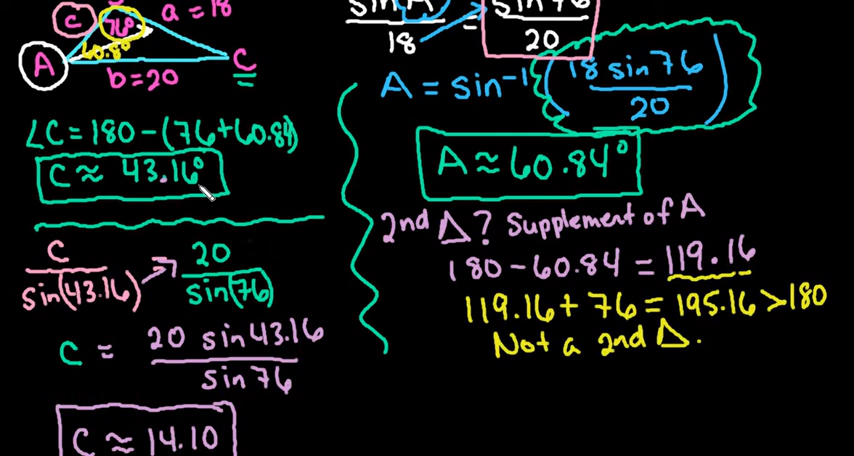 c
76°
a = 18
60.8°
A
C
b = 20
∠C = 180 − (76 + 60.84)
C ≈ 43.16°
c / sin(43.16)
20 / sin(76)
c = 20 sin 43.16 / sin 76
C ≈ 14.10
sin A / 18 = sin 76 / 20
A = sin⁻¹(18 sin 76 / 20)
A ≈ 60.84°
2nd Δ? Supplement of A
180 − 60.84 = 119.16
119.16 + 76 = 195.16 > 180
Not a 2nd Δ.